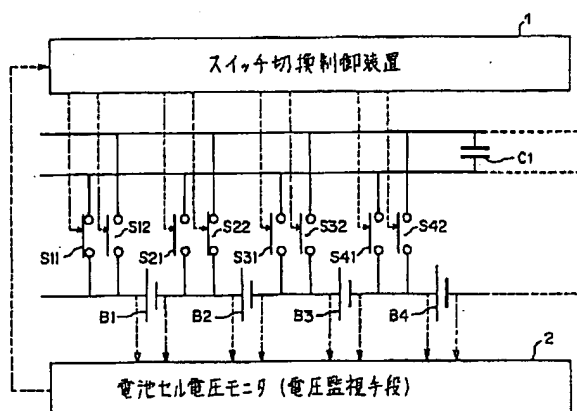 1
スイッチ切換制御装置
C1
S12
S22
S32
S42
S11
S21
S31
S41
B1
B2
B3
B4
2
電池セル電圧モニタ(電圧監視手段)